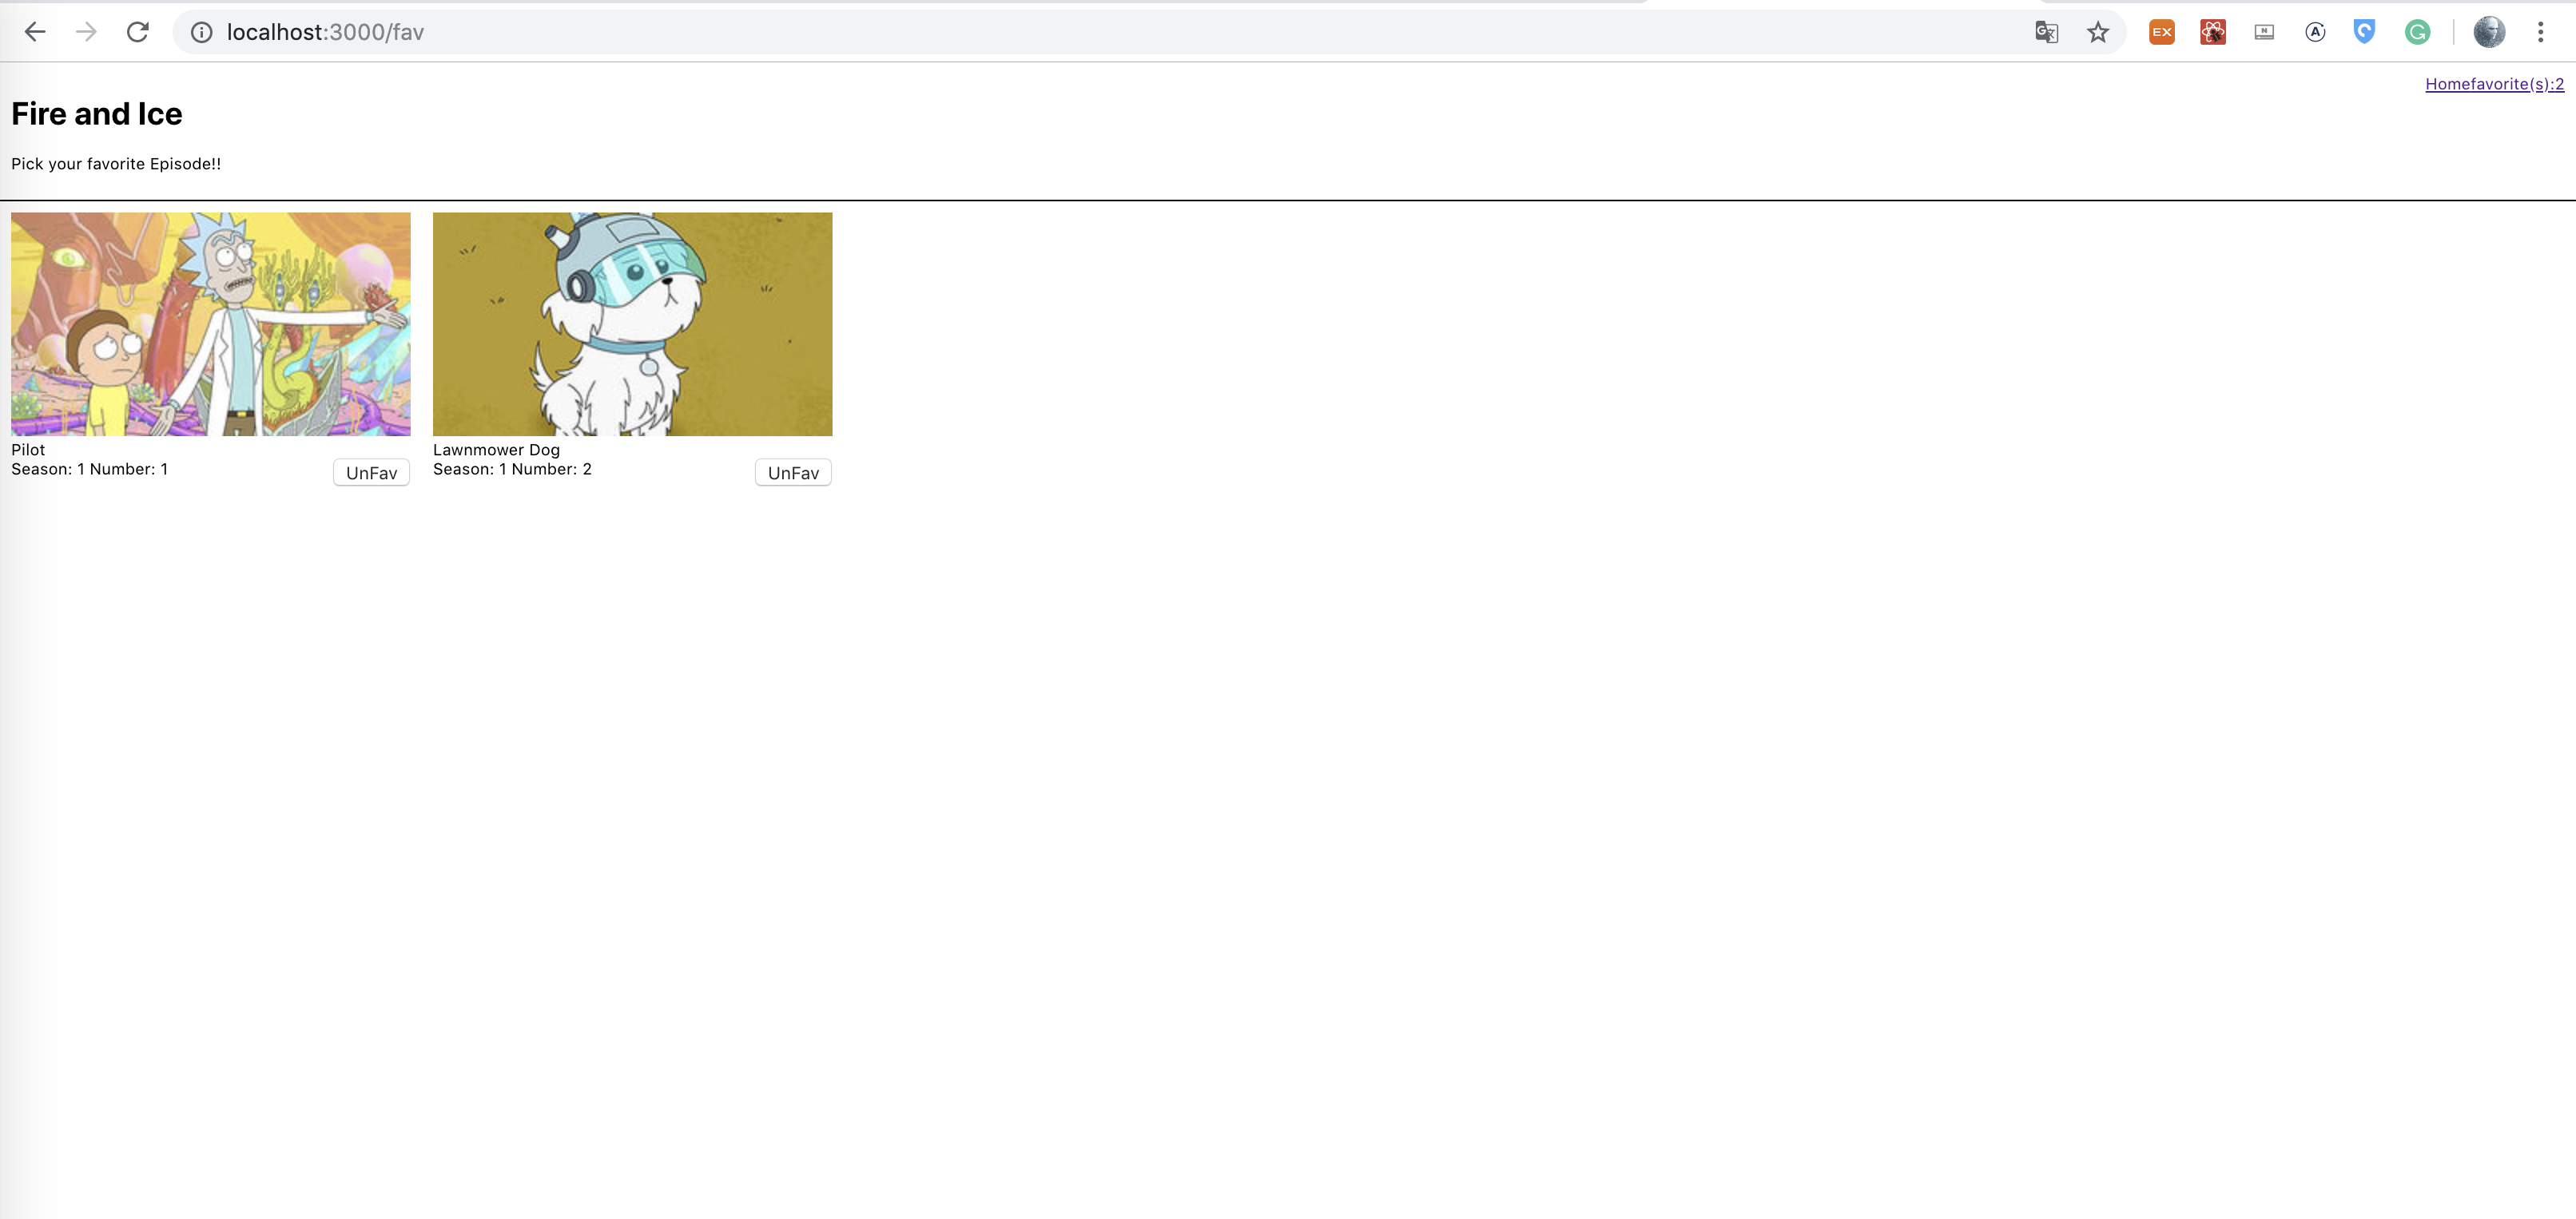 localhost:3000/fav
EX
N
A
G
Homefavorite(s):2
Fire and Ice
Pick your favorite Episode!!
Pilot
Season: 1 Number: 1
UnFav
Lawnmower Dog
Season: 1 Number: 2
UnFav